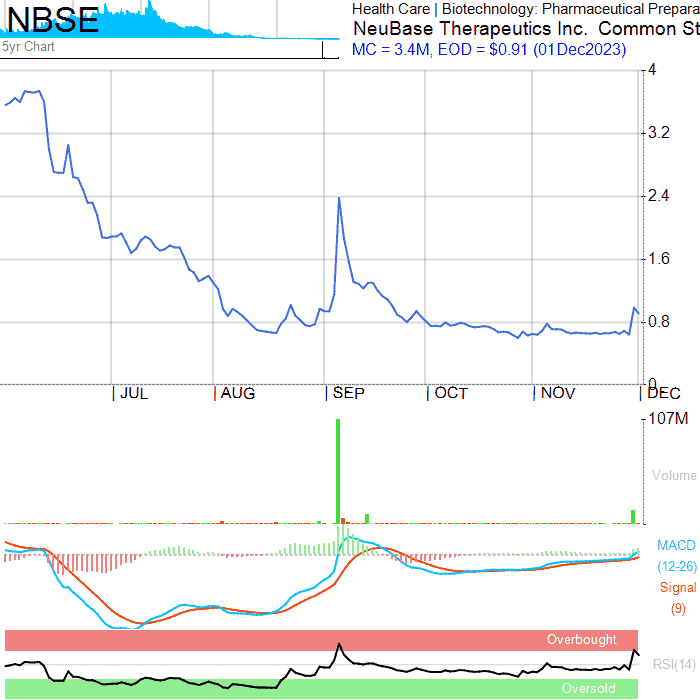 NBSE
5yr Chart
Health Care | Biotechnology: Pharmaceutical Prepara
NeuBase Therapeutics Inc. Common St
MC = 3.4M, EOD = $0.91 (01Dec2023)
4
3.2
2.4
1.6
0.8
0
JUL
AUG
SEP
OCT
NOV
DEC
107M
Volume
MACD
(12-26)
Signal
(9)
Overbought
RSI(14)
Oversold